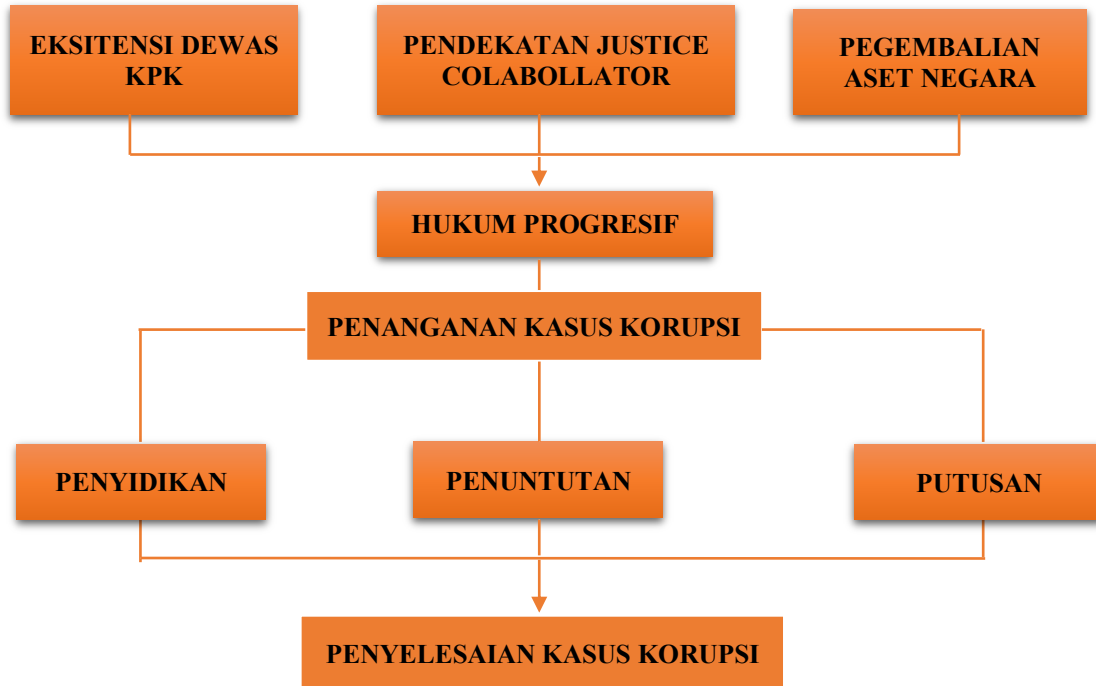 EKSITENSI DEWAS
KPK
PENDEKATAN JUSTICE
COLABOLLATOR
PEGEMBALIAN
ASET NEGARA
HUKUM PROGRESIF
PENANGANAN KASUS KORUPSI
PENYIDIKAN
PENUNTUTAN
PUTUSAN
PENYELESAIAN KASUS KORUPSI